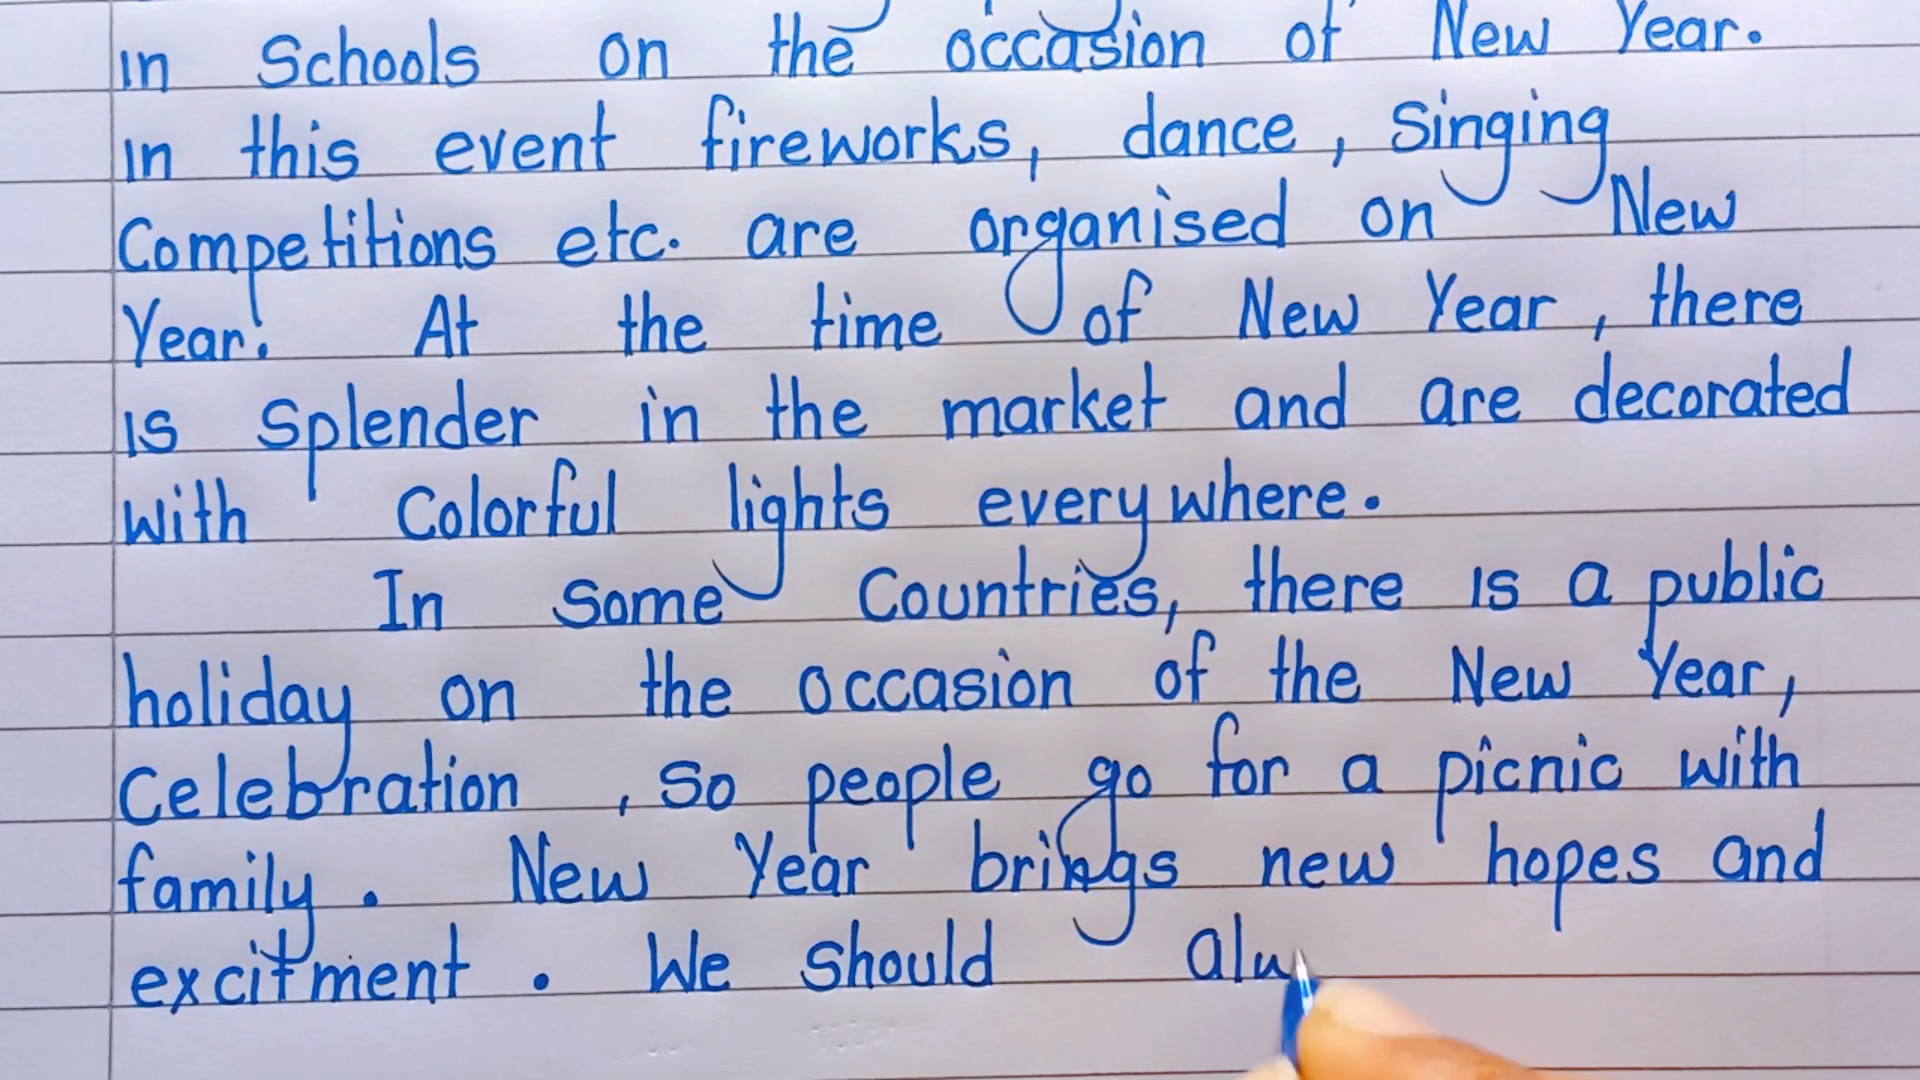 in Schools on the occasion of New Year.
in this event fireworks, dance, Singing
Competitions etc. are organised on New
Year. At the time of New Year, there
is Splender in the market and are decorated
with Colorful lights everywhere.
In Some Countries, there is a public
holiday on the occasion of the New Year,
Celebration , So people go for a picnic with
family. New Year brings new hopes and
excitment. We should alw